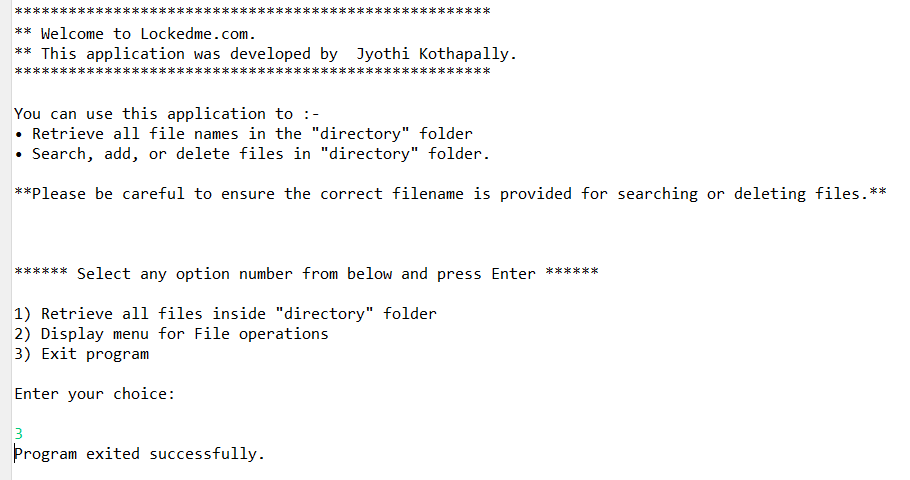 *****************************************************
** Welcome to Lockedme.com.
** This application was developed by  Jyothi Kothapally.
*****************************************************
You can use this application to :-
• Retrieve all file names in the "directory" folder
• Search, add, or delete files in "directory" folder.
**Please be careful to ensure the correct filename is provided for searching or deleting files.**
****** Select any option number from below and press Enter ******
1) Retrieve all files inside "directory" folder
2) Display menu for File operations
3) Exit program
Enter your choice:
3
Program exited successfully.